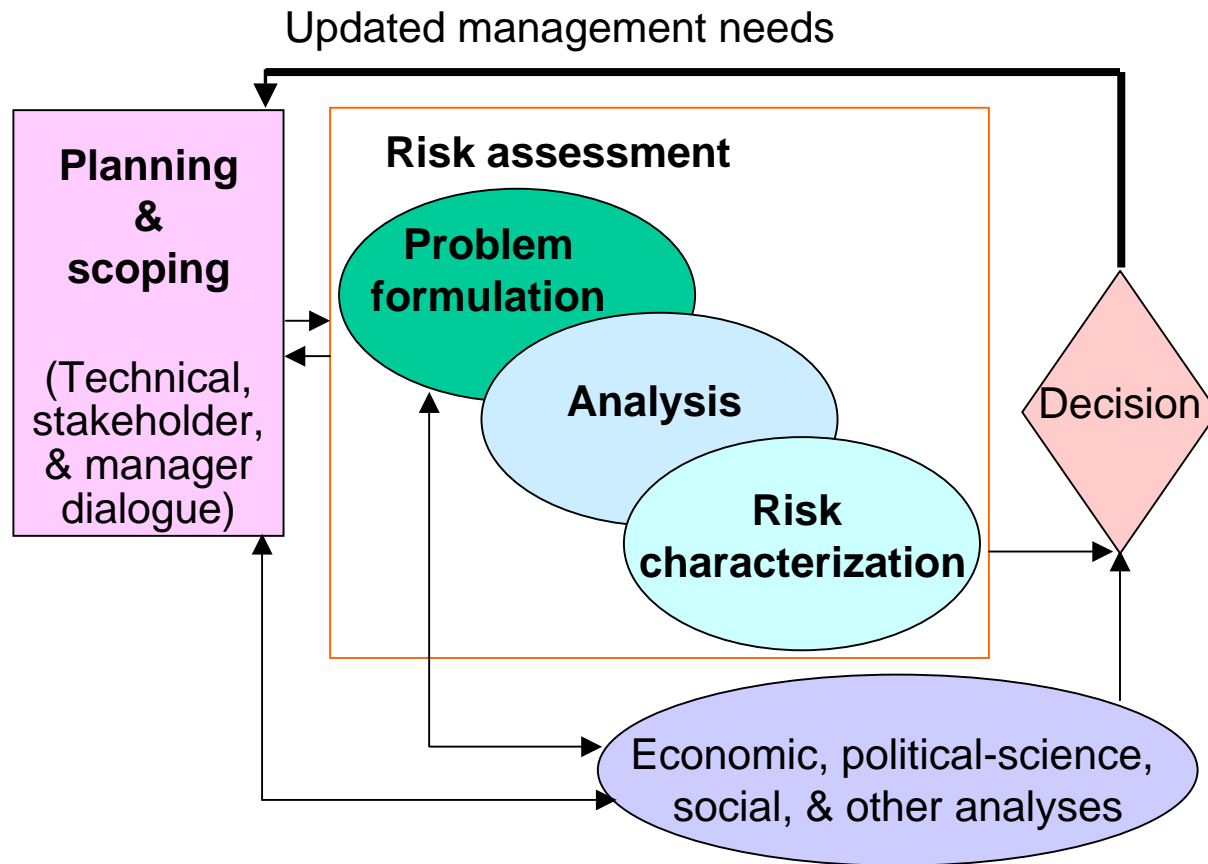 Updated management needs
Planning
&
scoping
(Technical,
stakeholder,
& manager
dialogue)
Risk assessment
Problem
formulation
Analysis
Risk
characterization
Decision
Economic, political-science,
social, & other analyses